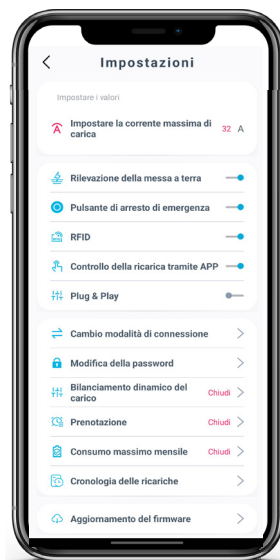 Impostazioni
Impostare i valori
Impostare la corrente massima di
carica
32 A
Rilevazione della messa a terra
Pulsante di arresto di emergenza
RFID
Controllo della ricarica tramite APP
Plug & Play
Cambio modalità di connessione
Modifica della password
Bilanciamento dinamico del
carico
Chiudi
Prenotazione
Chiudi
Consumo massimo mensile
Chiudi
Cronologia delle ricariche
Aggiornamento del firmware